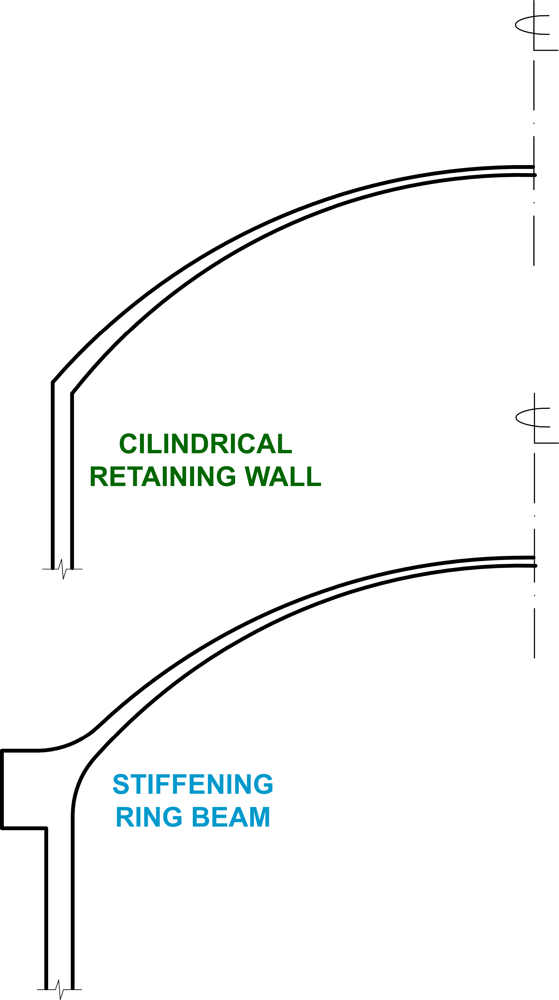 CILINDRICAL
RETAINING WALL
STIFFENING
RING BEAM